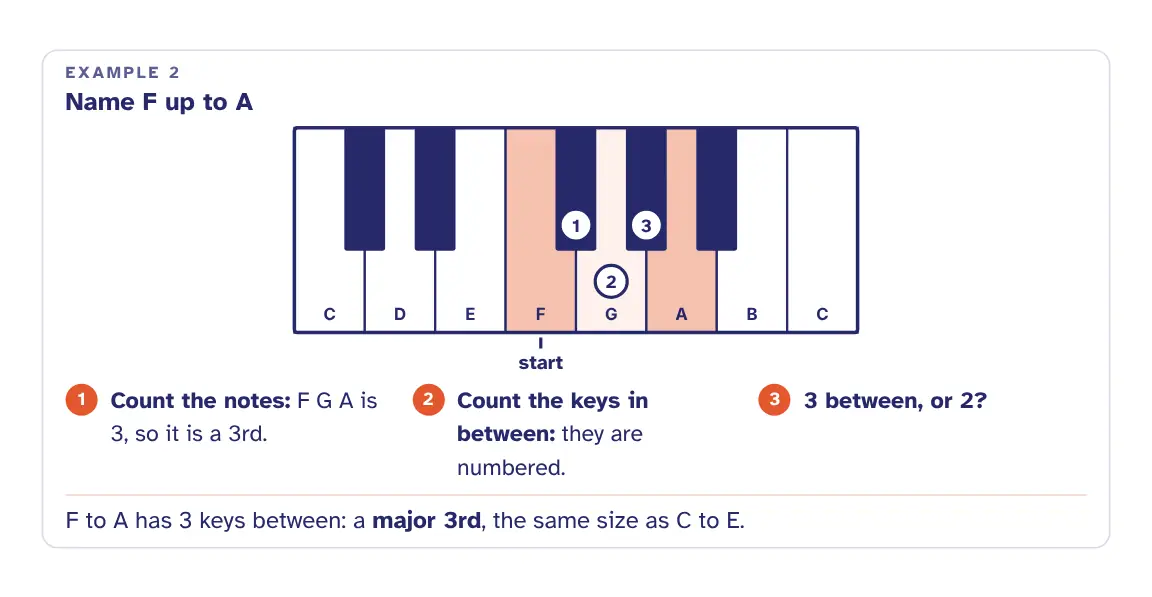 EXAMPLE 2
Name F up to A
1
3
2
C D E F G A B C
start
1 Count the notes: F G A is
3, so it is a 3rd.
2 Count the keys in
between: they are
numbered.
3 3 between, or 2?
F to A has 3 keys between: a major 3rd, the same size as C to E.